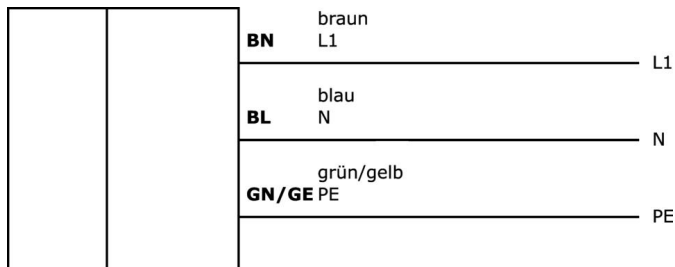 braun
BN L1
L1
blau
BL N
N
grün/gelb
GN/GE PE
PE